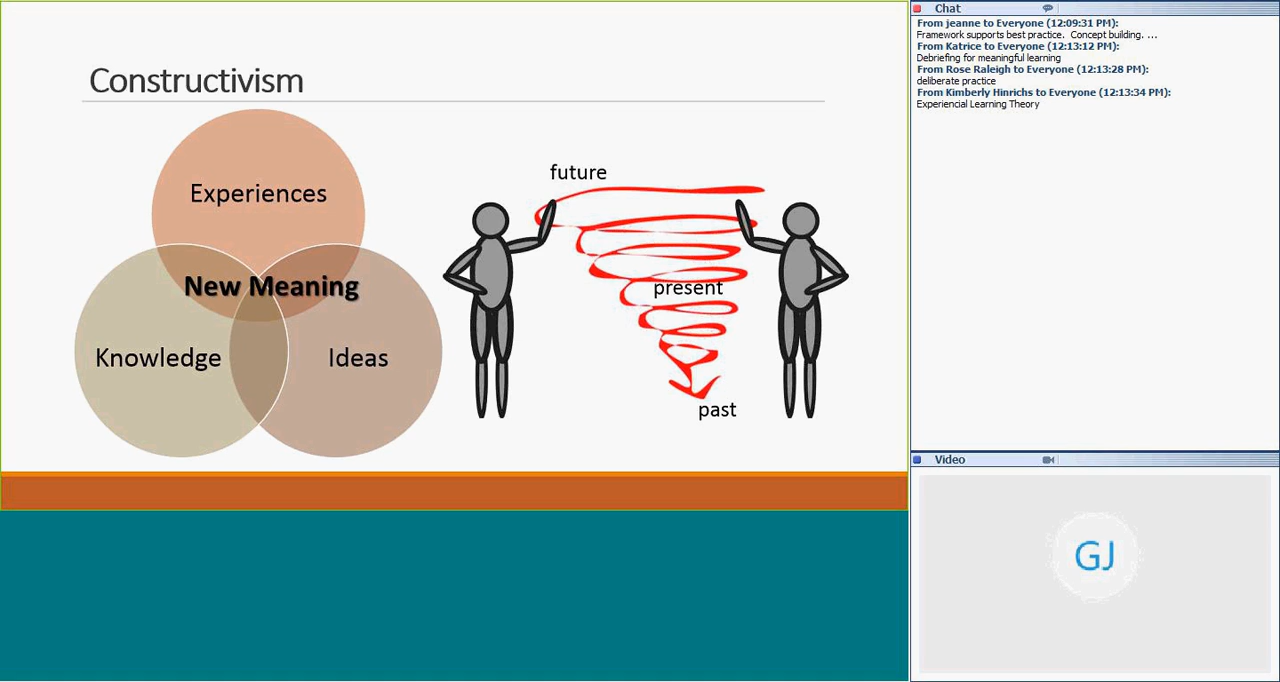 Constructivism
Experiences
New Meaning
Knowledge
Ideas
future
present
past
Chat
From jeanne to Everyone (12:09:31 PM):
Framework supports best practice.  Concept building. ...
From Katrice to Everyone (12:13:12 PM):
Debriefing for meaningful learning
From Rose Raleigh to Everyone (12:13:28 PM):
deliberate practice
From Kimberly Hinrichs to Everyone (12:13:34 PM):
Experiencial Learning Theory
Video
GJ